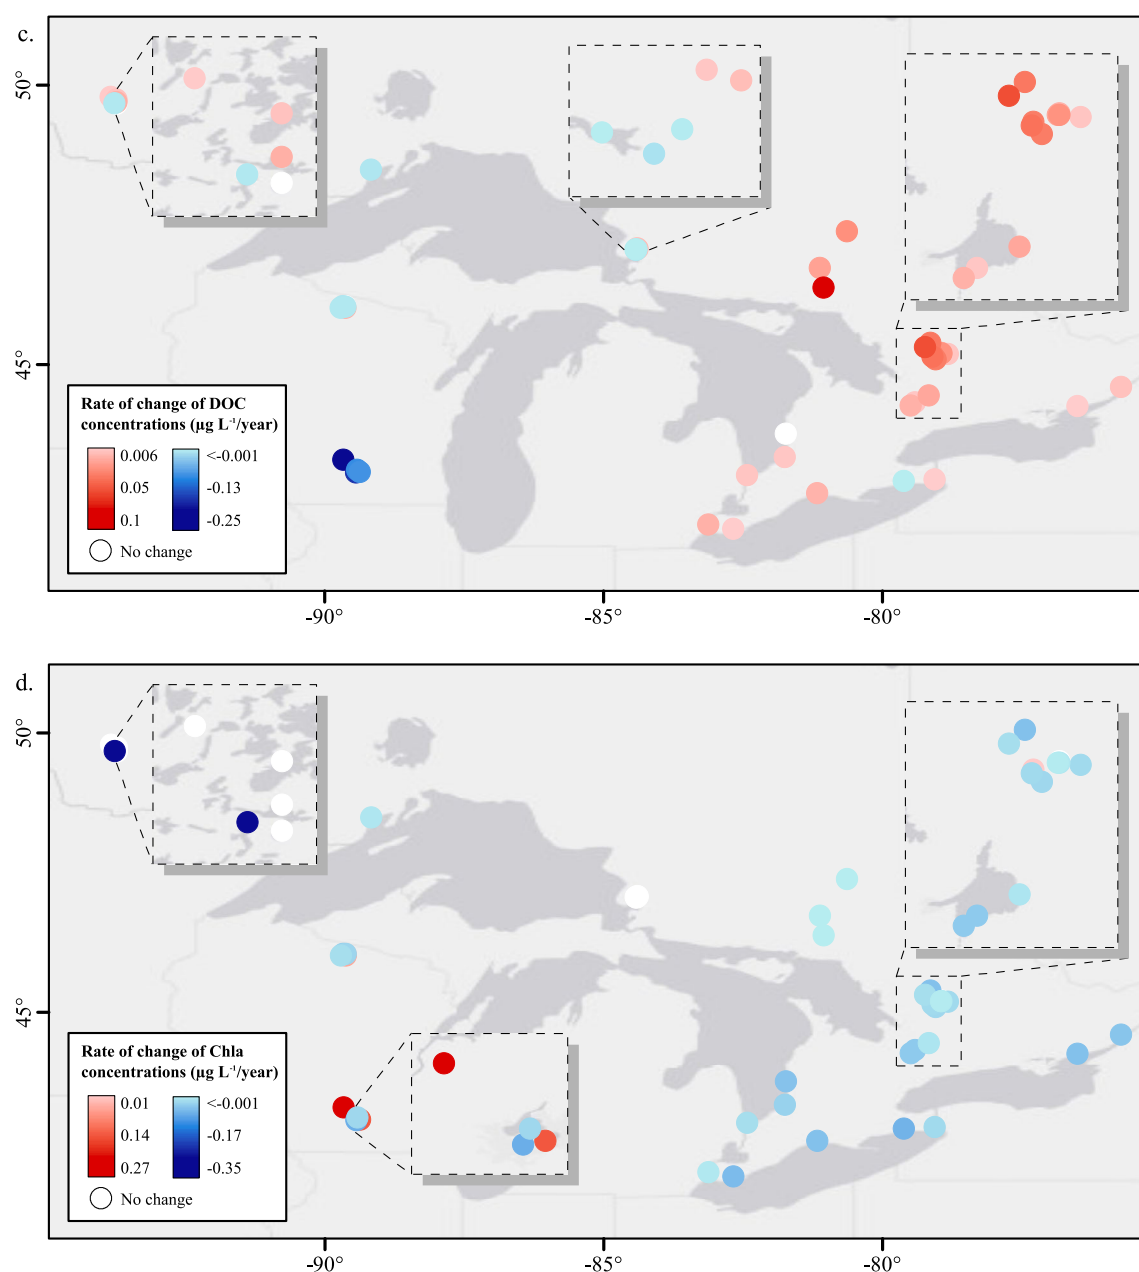 c.
50°
45°
Rate of change of DOC
concentrations (µg L⁻¹/year)
0.006
<-0.001
0.05
-0.13
0.1
-0.25
No change
-90°
-85°
-80°
d.
50°
45°
Rate of change of Chla
concentrations (µg L⁻¹/year)
0.01
<-0.001
0.14
-0.17
0.27
-0.35
No change
-90°
-85°
-80°